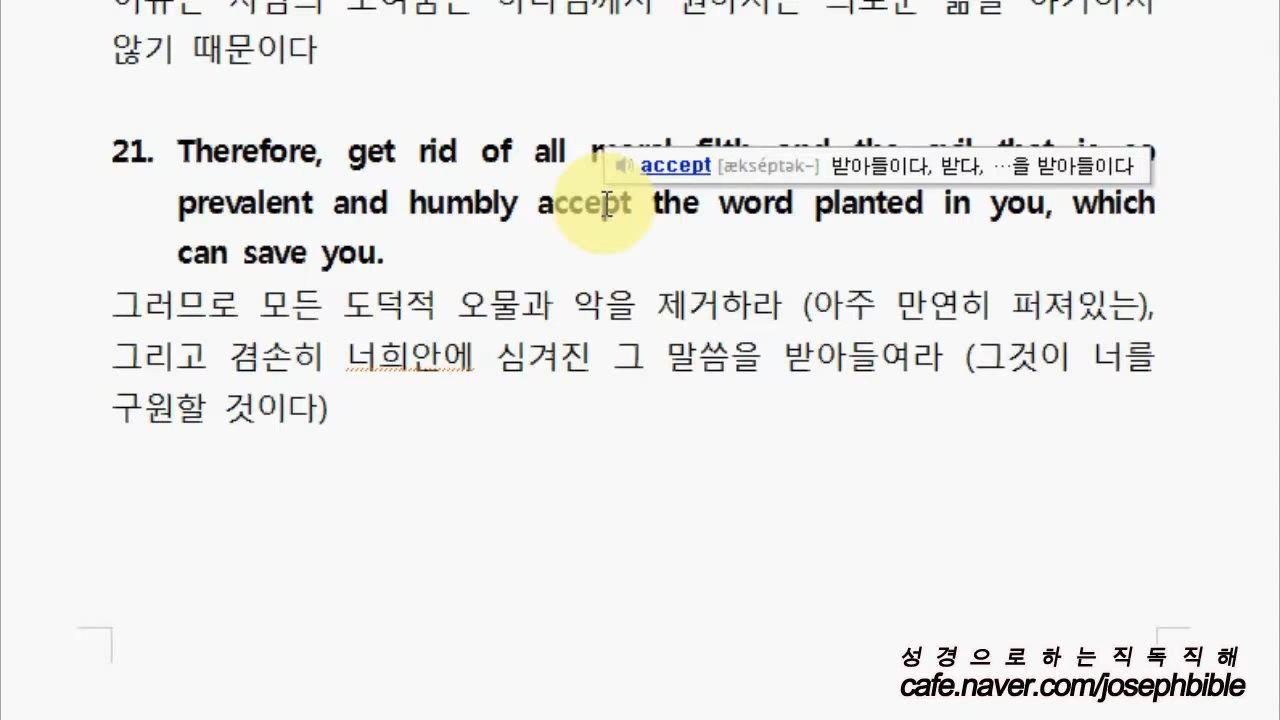 않기 때문이다
21. Therefore, get rid of all
accept [ækséptək-] 받아들이다, 받다, …을 받아들이다
prevalent and humbly accept the word planted in you, which
can save you.
그러므로 모든 도덕적 오물과 악을 제거하라 (아주 만연히 퍼져있는),
그리고 겸손히 너희안에 심겨진 그 말씀을 받아들여라 (그것이 너를
구원할 것이다)
성경으로하는직독직해
cafe.naver.com/josephbible